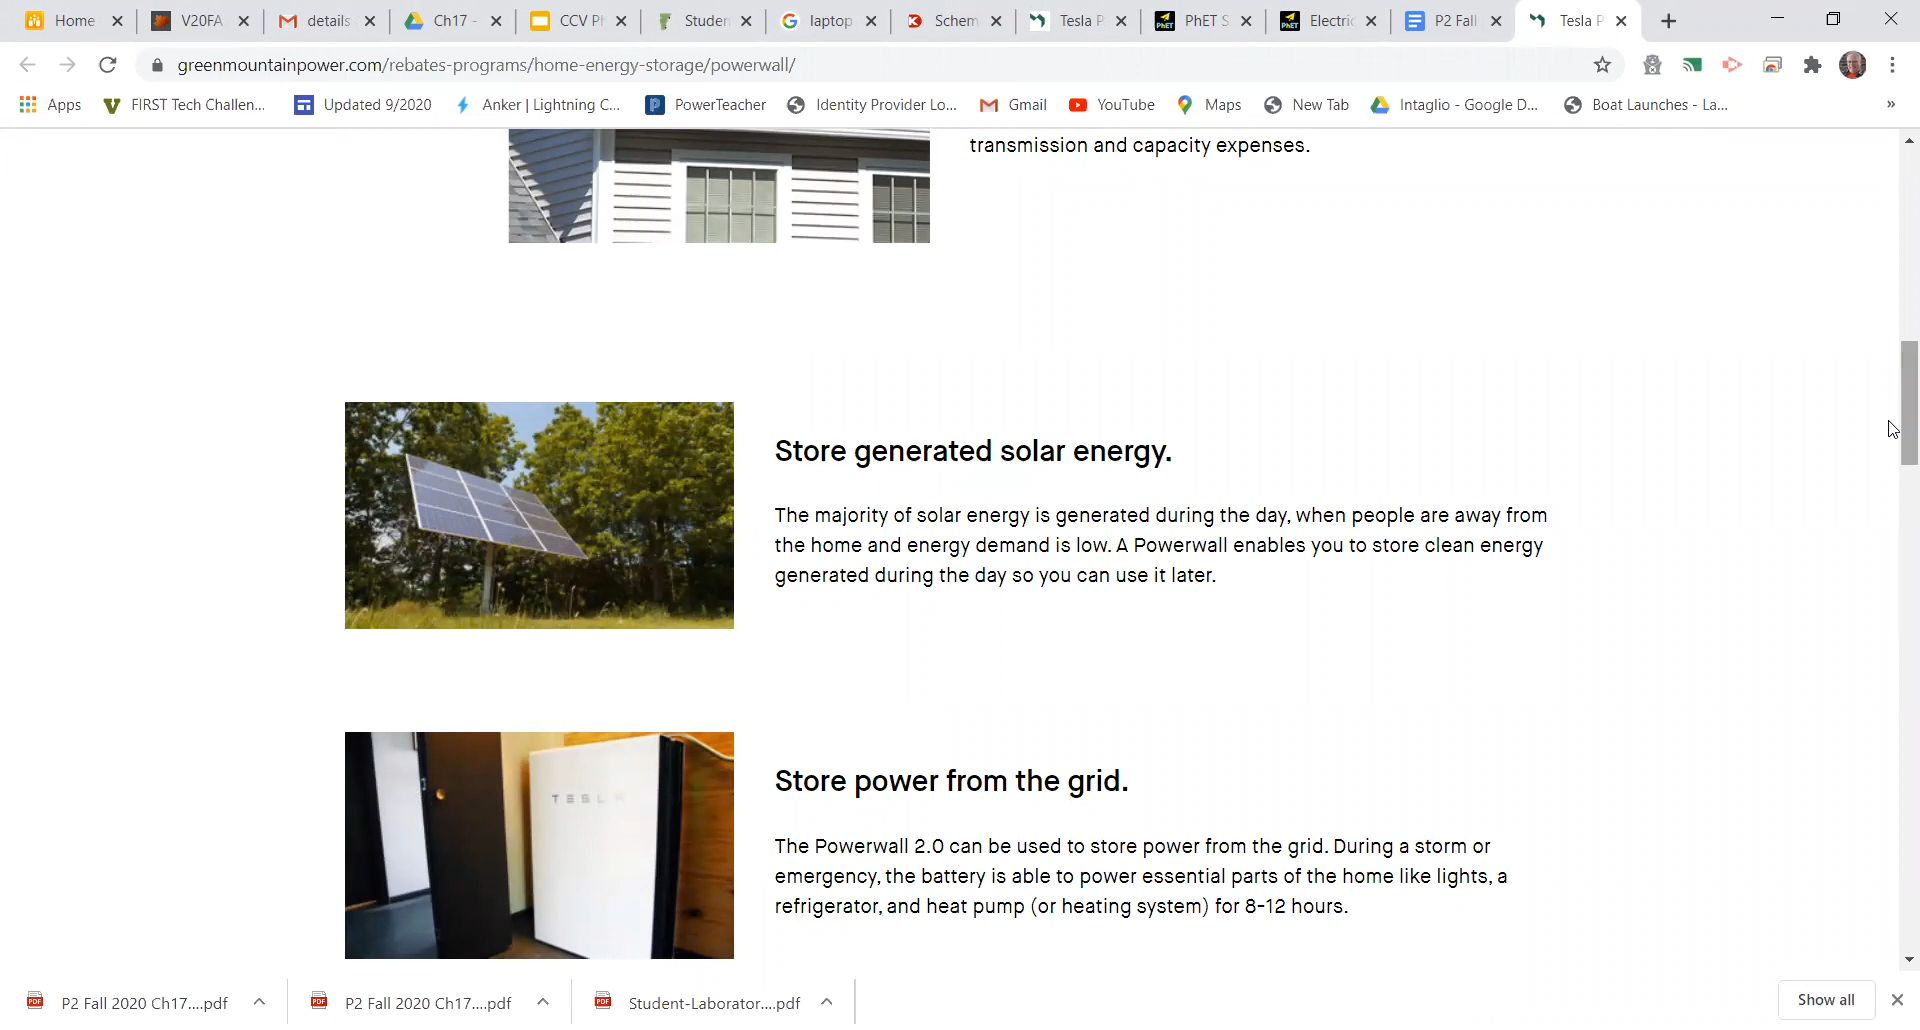 Home
V20FA
details
Ch17 -
CCV Ph
Studen
laptop
Schem
Tesla P
PhET S
Electric
P2 Fall
Tesla P
greenmountainpower.com/rebates-programs/home-energy-storage/powerwall/
Apps
FIRST Tech Challen...
Updated 9/2020
Anker | Lightning C...
PowerTeacher
Identity Provider Lo...
Gmail
YouTube
Maps
New Tab
Intaglio - Google D...
Boat Launches - La...
»
transmission and capacity expenses.
Store generated solar energy.
The majority of solar energy is generated during the day, when people are away from
the home and energy demand is low. A Powerwall enables you to store clean energy
generated during the day so you can use it later.
TESLA
Store power from the grid.
The Powerwall 2.0 can be used to store power from the grid. During a storm or
emergency, the battery is able to power essential parts of the home like lights, a
refrigerator, and heat pump (or heating system) for 8-12 hours.
P2 Fall 2020 Ch17....pdf
P2 Fall 2020 Ch17....pdf
Student-Laborator....pdf
Show all